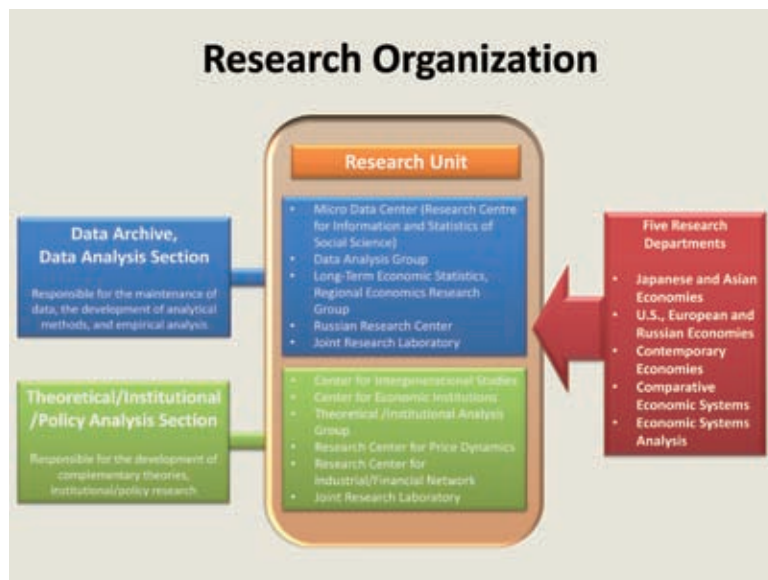 Research Organization
Research Unit
Data Archive,
Data Analysis Section
Responsible for the maintenance of
data, the development of analytical
methods, and empirical analysis
Theoretical/Institutional
/Policy Analysis Section
Responsible for the development of
complementary theories,
institutional/policy research
• Micro Data Center (Research Centre
for Information and Statistics of
Social Science)
• Data Analysis Group
• Long-Term Economic Statistics,
Regional Economics Research
Group
• Russian Research Center
• Joint Research Laboratory
• Center for Intergenerational Studies
• Center for Economic Institutions
• Theoretical /Institutional Analysis
Group
• Research Center for Price Dynamics
• Research Center for
Industrial/Financial Network
• Joint Research Laboratory
Five Research
Departments
• Japanese and Asian
Economies
• U.S., European and
Russian Economies
• Contemporary
Economies
• Comparative
Economic Systems
• Economic Systems
Analysis